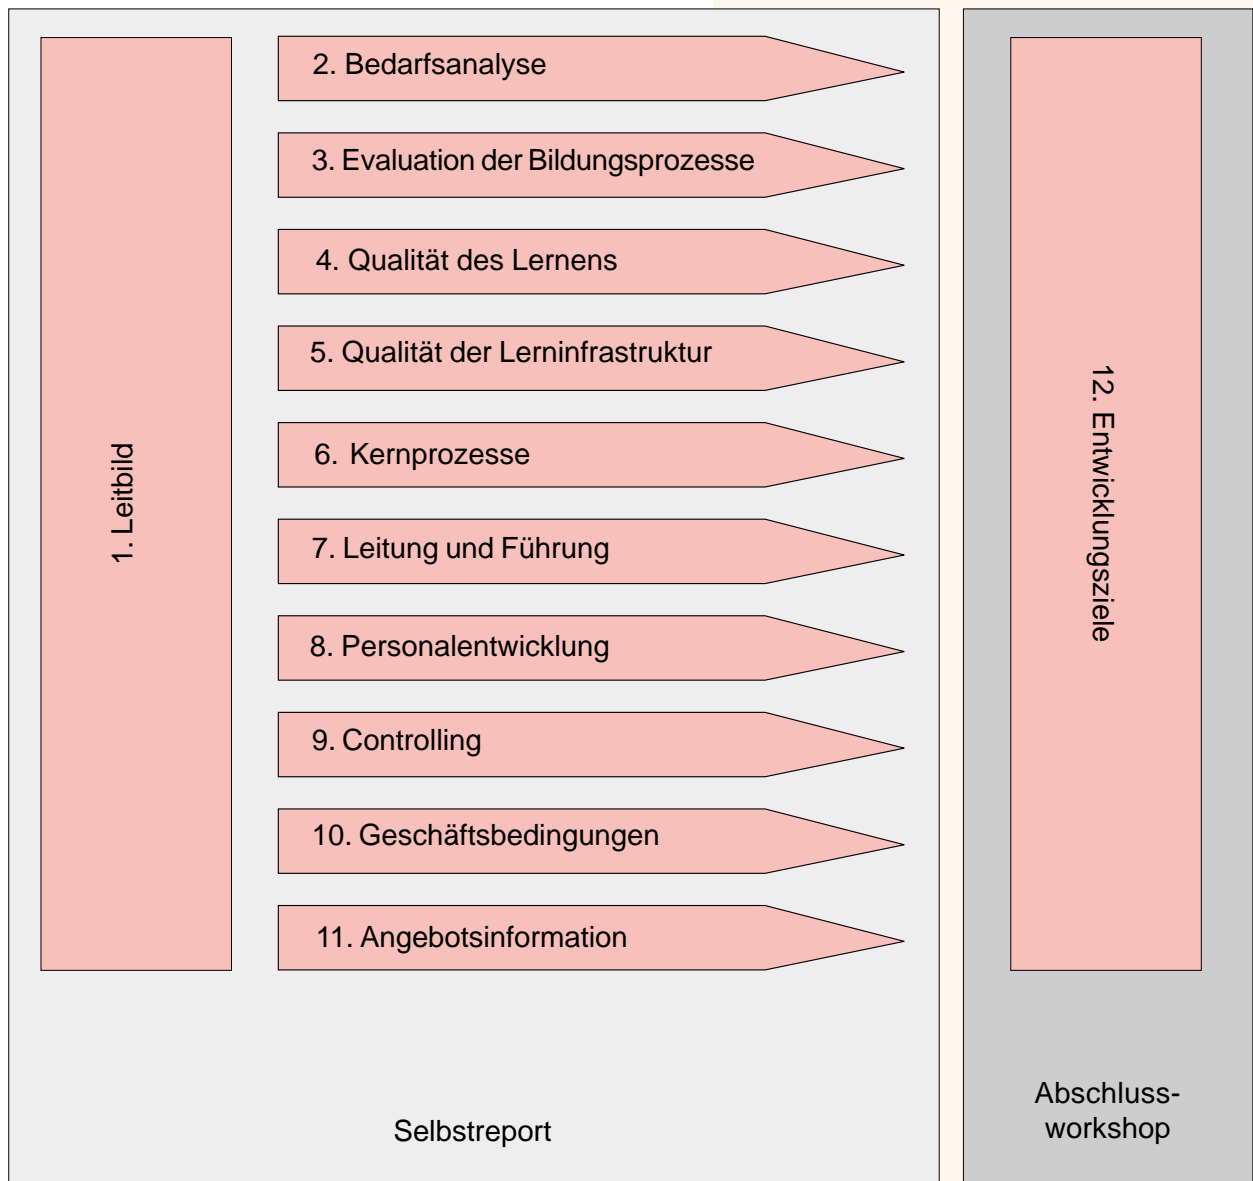 1. Leitbild
2. Bedarfsanalyse
3. Evaluation der Bildungsprozesse
4. Qualität des Lernens
5. Qualität der Lerninfrastruktur
6. Kernprozesse
7. Leitung und Führung
8. Personalentwicklung
9. Controlling
10. Geschäftsbedingungen
11. Angebotsinformation
Selbstreport
12. Entwicklungsziele
Abschluss-
workshop